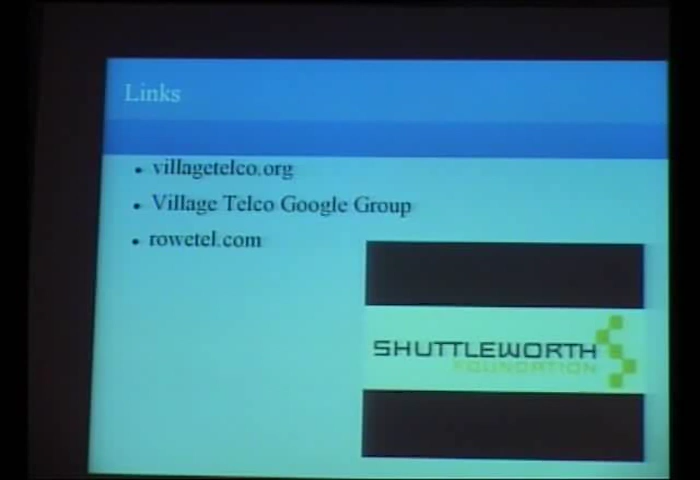 Links
villagetelco.org
Village Telco Google Group
rowetel.com
SHUTTLEWORTH
FOUNDATION